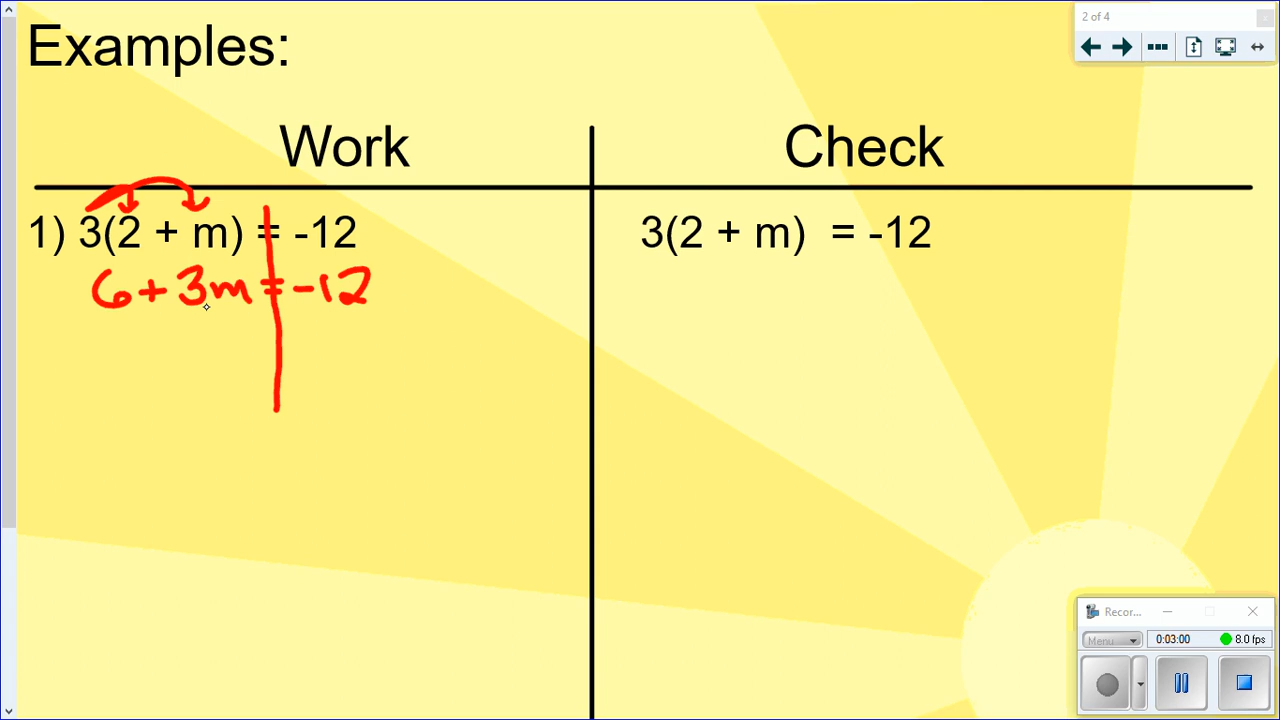 Examples:
2 of 4
Work
Check
1) 3(2 + m) = -12
3(2 + m) = -12
6 + 3m = -12
Recor...
Menu
0:03:00
8.0 fps